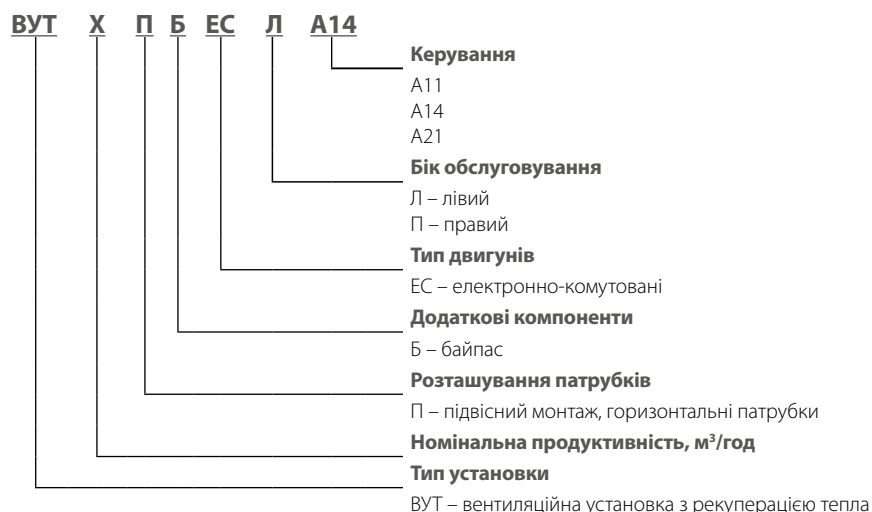 ВУТ Х П Б ЕС Л А14
Керування
А11
А14
А21
Бік обслуговування
Л – лівий
П – правий
Тип двигунів
ЕС – електронно-комутовані
Додаткові компоненти
Б – байпас
Розташування патрубків
П – підвісний монтаж, горизонтальні патрубки
Номінальна продуктивність, м³/год
Тип установки
ВУТ – вентиляційна установка з рекуперацією тепла